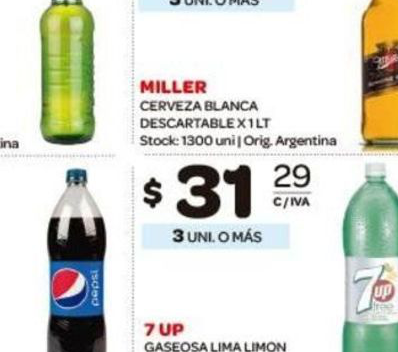 3 UNI. O MÁS
MILLER
CERVEZA BLANCA
DESCARTABLE X 1 LT
Stock: 1300 uni | Orig. Argentina
ina
$ 31 29
C/IVA
3 UNI. O MÁS
pepsi
7up
7 UP
GASEOSA LIMA LIMON